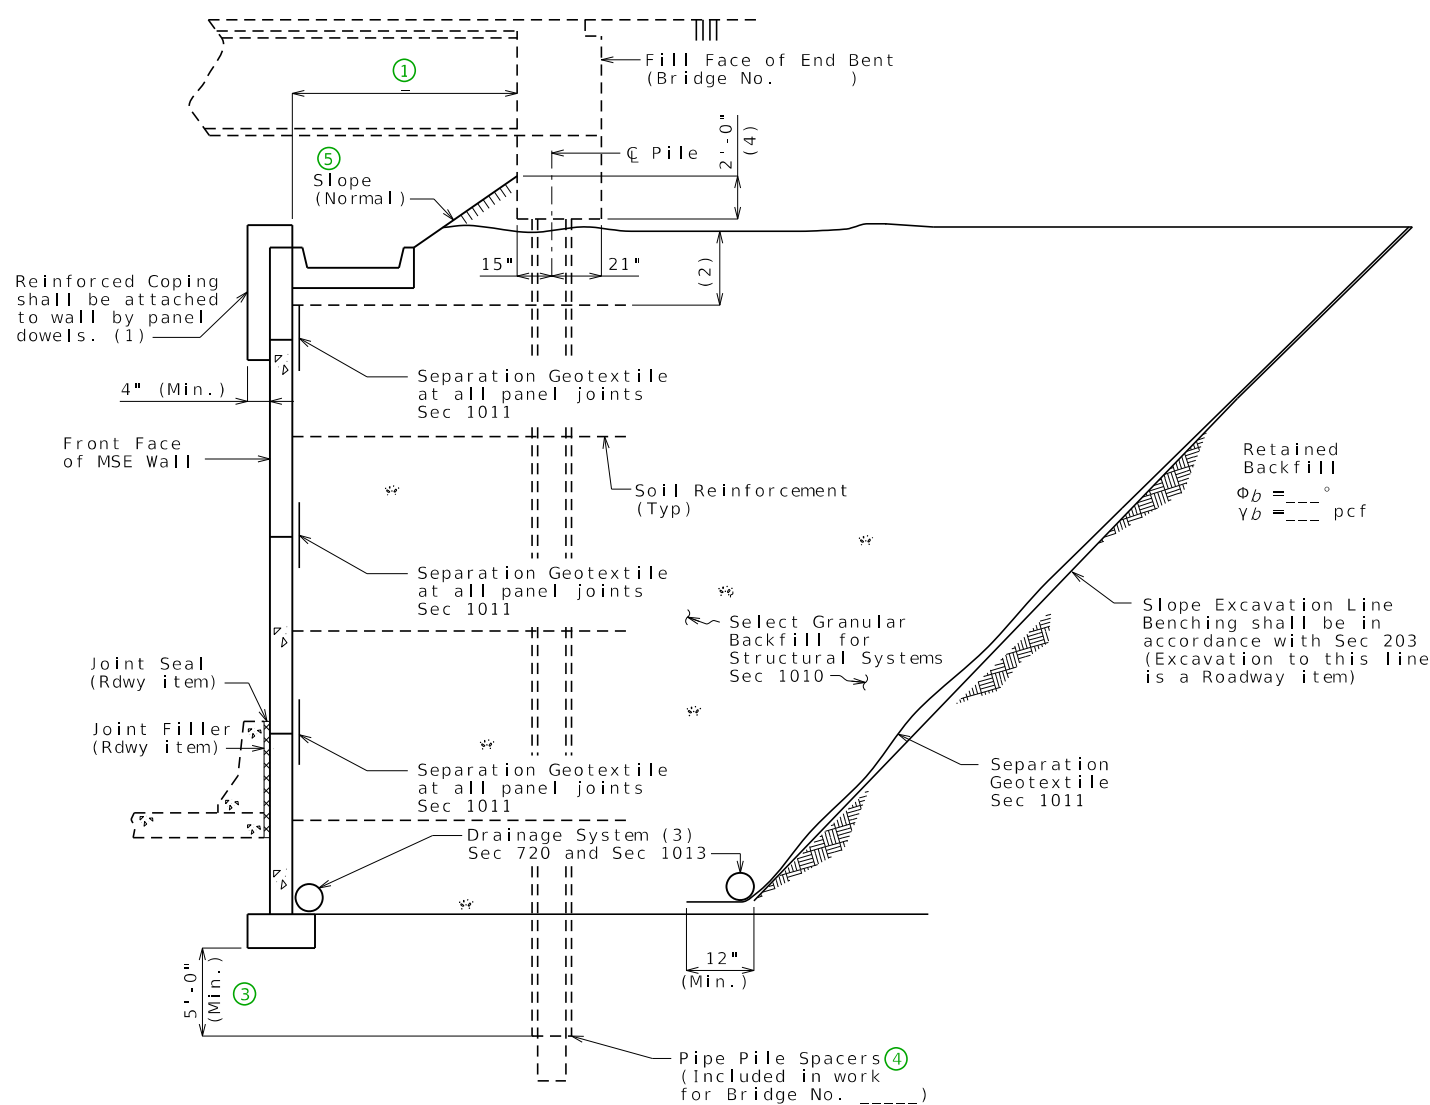 Fill Face of End Bent
(Bridge No. )
1
2'-0"
(4)
℄ Pile
5
Slope
(Normal)
15"
21"
(2)
Reinforced Coping
shall be attached
to wall by panel
dowels. (1)
4" (Min.)
Separation Geotextile
at all panel joints
Sec 1011
Front Face
of MSE Wall
Retained
Backfill
Φb =___°
γb =___ pcf
Soil Reinforcement
(Typ)
Separation Geotextile
at all panel joints
Sec 1011
Slope Excavation Line
Benching shall be in
accordance with Sec 203
(Excavation to this line
is a Roadway item)
Select Granular
Backfill for
Structural Systems
Sec 1010
Joint Seal
(Rdwy item)
Joint Filler
(Rdwy item)
Separation Geotextile
at all panel joints
Sec 1011
Separation
Geotextile
Sec 1011
Drainage System (3)
Sec 720 and Sec 1013
12"
(Min.)
5'-0"
(Min.)
3
Pipe Pile Spacers 4
(Included in work
for Bridge No. _____)